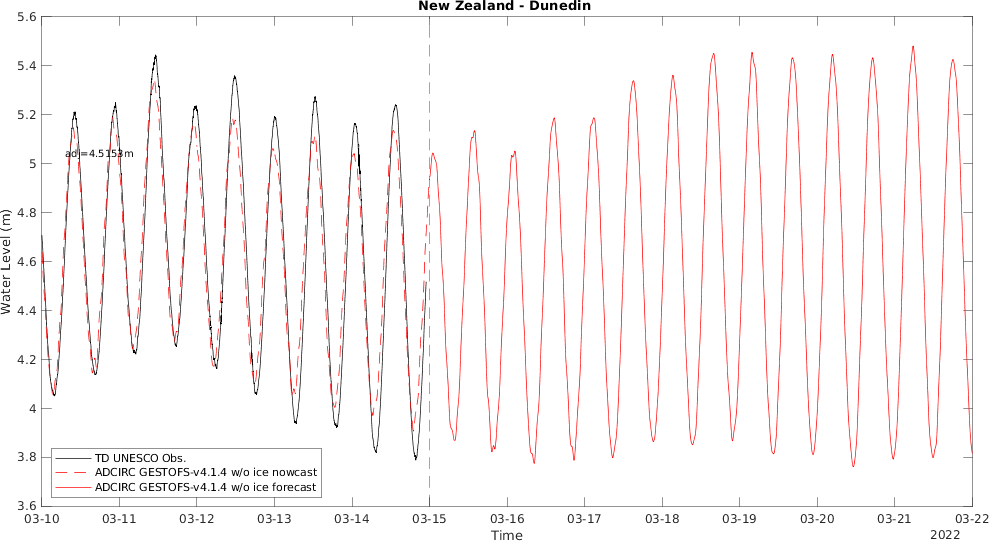 New Zealand - Dunedin
5.6
5.4
5.2
5
4.8
4.6
4.4
4.2
4
3.8
3.6
Water Level (m)
adj=4.5153m
TD UNESCO Obs.
ADCIRC GESTOFS-v4.1.4 w/o ice nowcast
ADCIRC GESTOFS-v4.1.4 w/o ice forecast
03-10 03-11 03-12 03-13 03-14 03-15 03-16 03-17 03-18 03-19 03-20 03-21 03-22
Time
2022